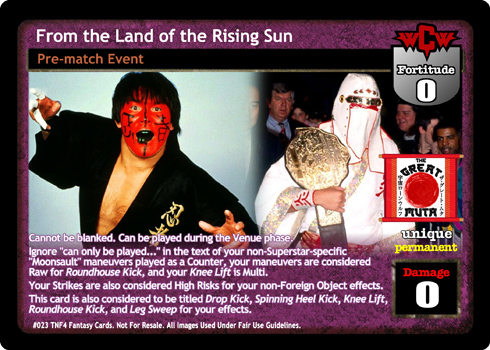 From the Land of the Rising Sun
WCW
Pre-match Event
Fortitude
0
THE
GREAT
MUTA
unique
permanent
Cannot be blanked. Can be played during the Venue phase.
Ignore "can only be played..." in the text of your non-Superstar-specific
"Moonsault" maneuvers played as a Counter, your maneuvers are considered
Raw for Roundhouse Kick, and your Knee Lift is Multi.
Your Strikes are also considered High Risks for your non-Foreign Object effects.
This card is also considered to be titled Drop Kick, Spinning Heel Kick, Knee Lift,
Roundhouse Kick, and Leg Sweep for your effects.
Damage
0
#023 TNF4 Fantasy Cards. Not For Resale. All Images Used Under Fair Use Guidelines.